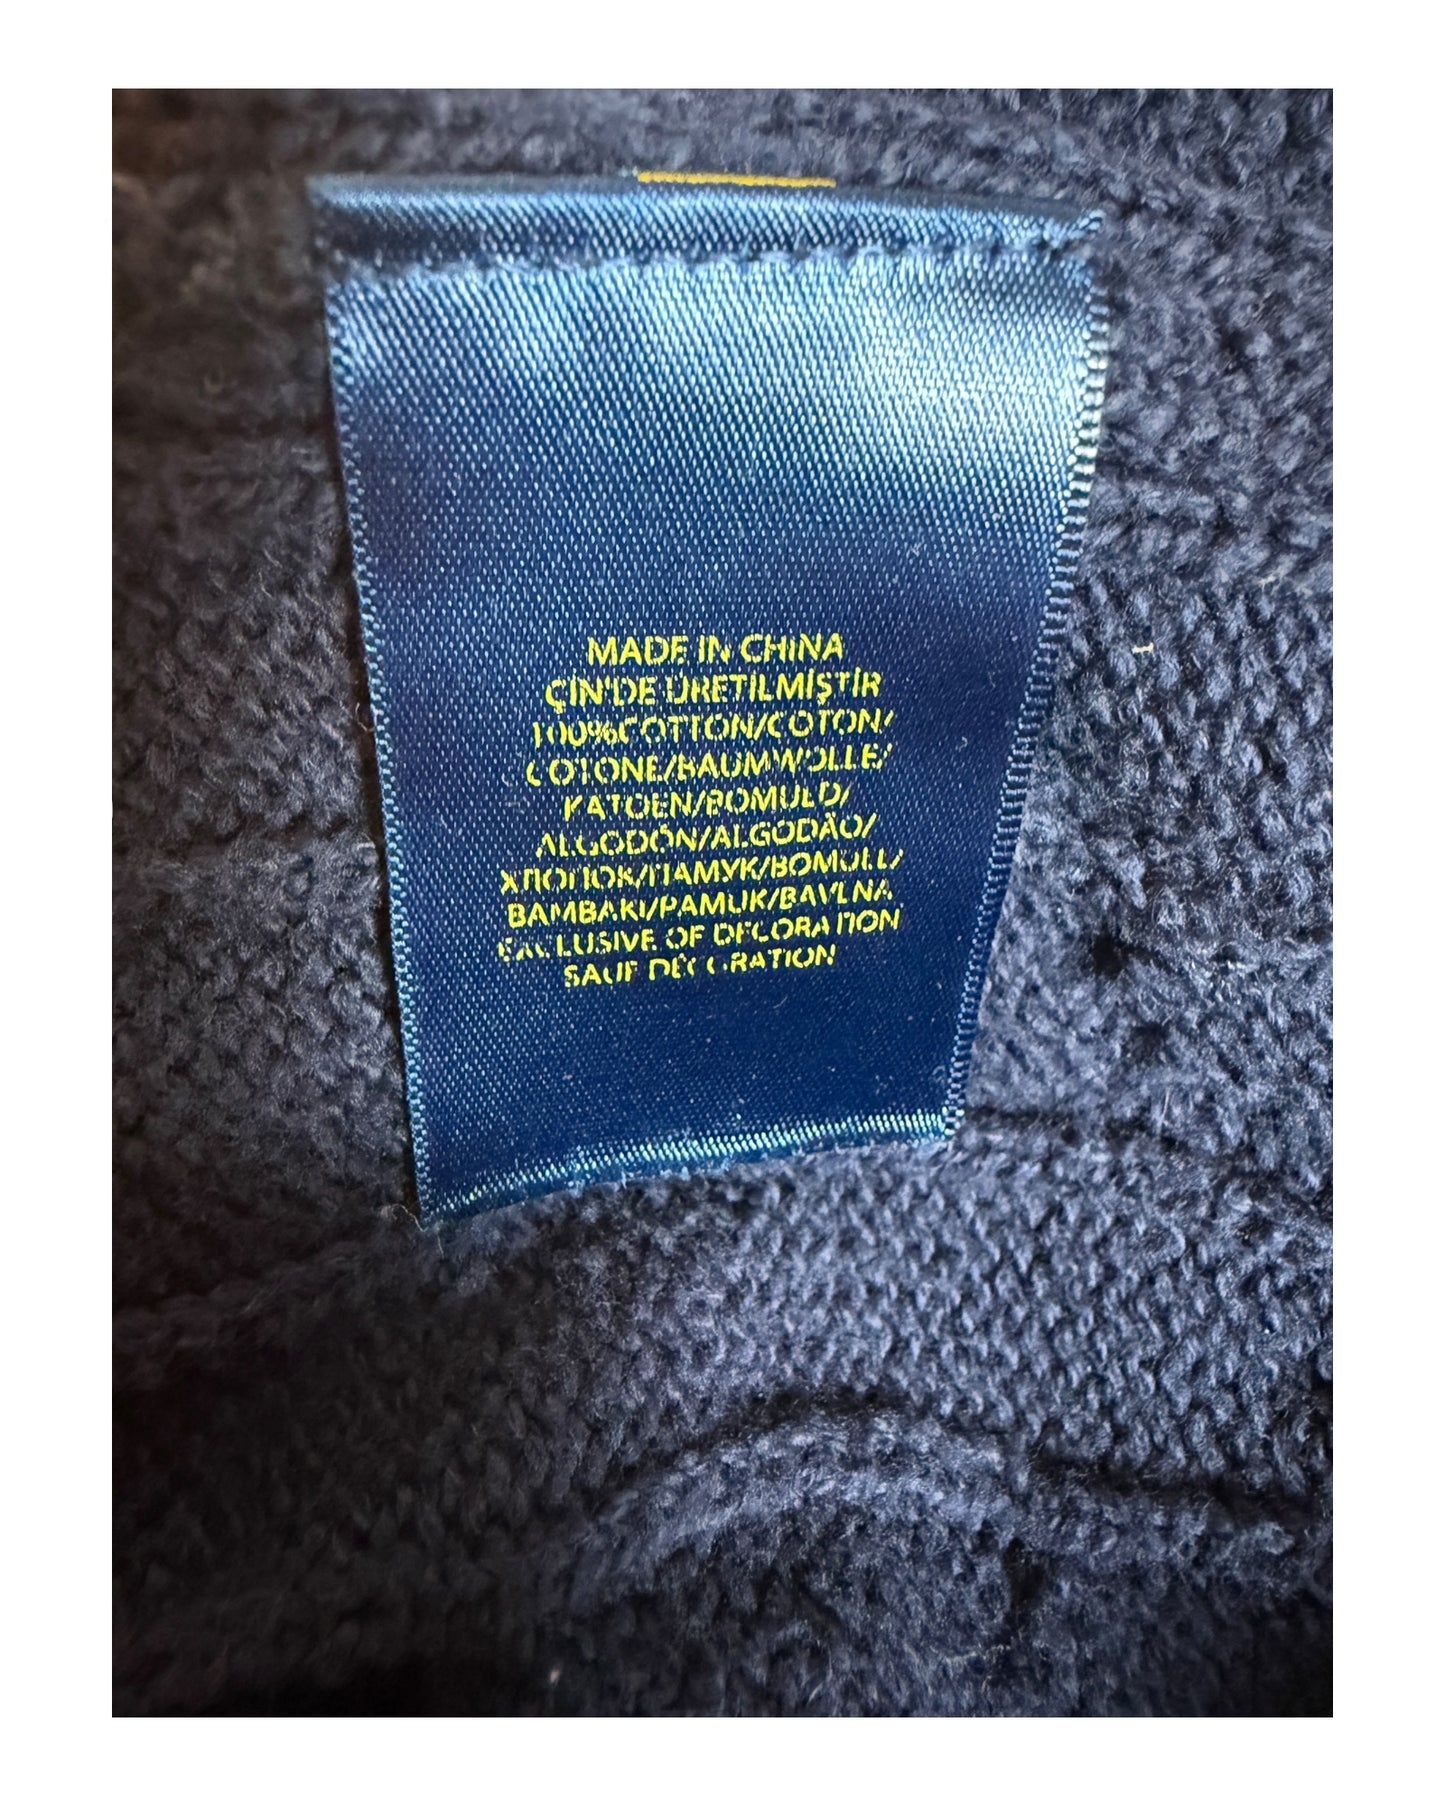 MADE IN CHINA
ÇİN'DE ÜRETİLMİŞTİR
100%COTTON/COTON/
COTONE/BAUMWOLLE/
KATOEN/BOMULD/
ALGODÓN/ALGODÃO/
ХЛОПОК/ПАМУК/BOMULL/
BAMBAKI/PAMUK/BAVLNA
EXCLUSIVE OF DECORATION
SAUF DÉCORATION